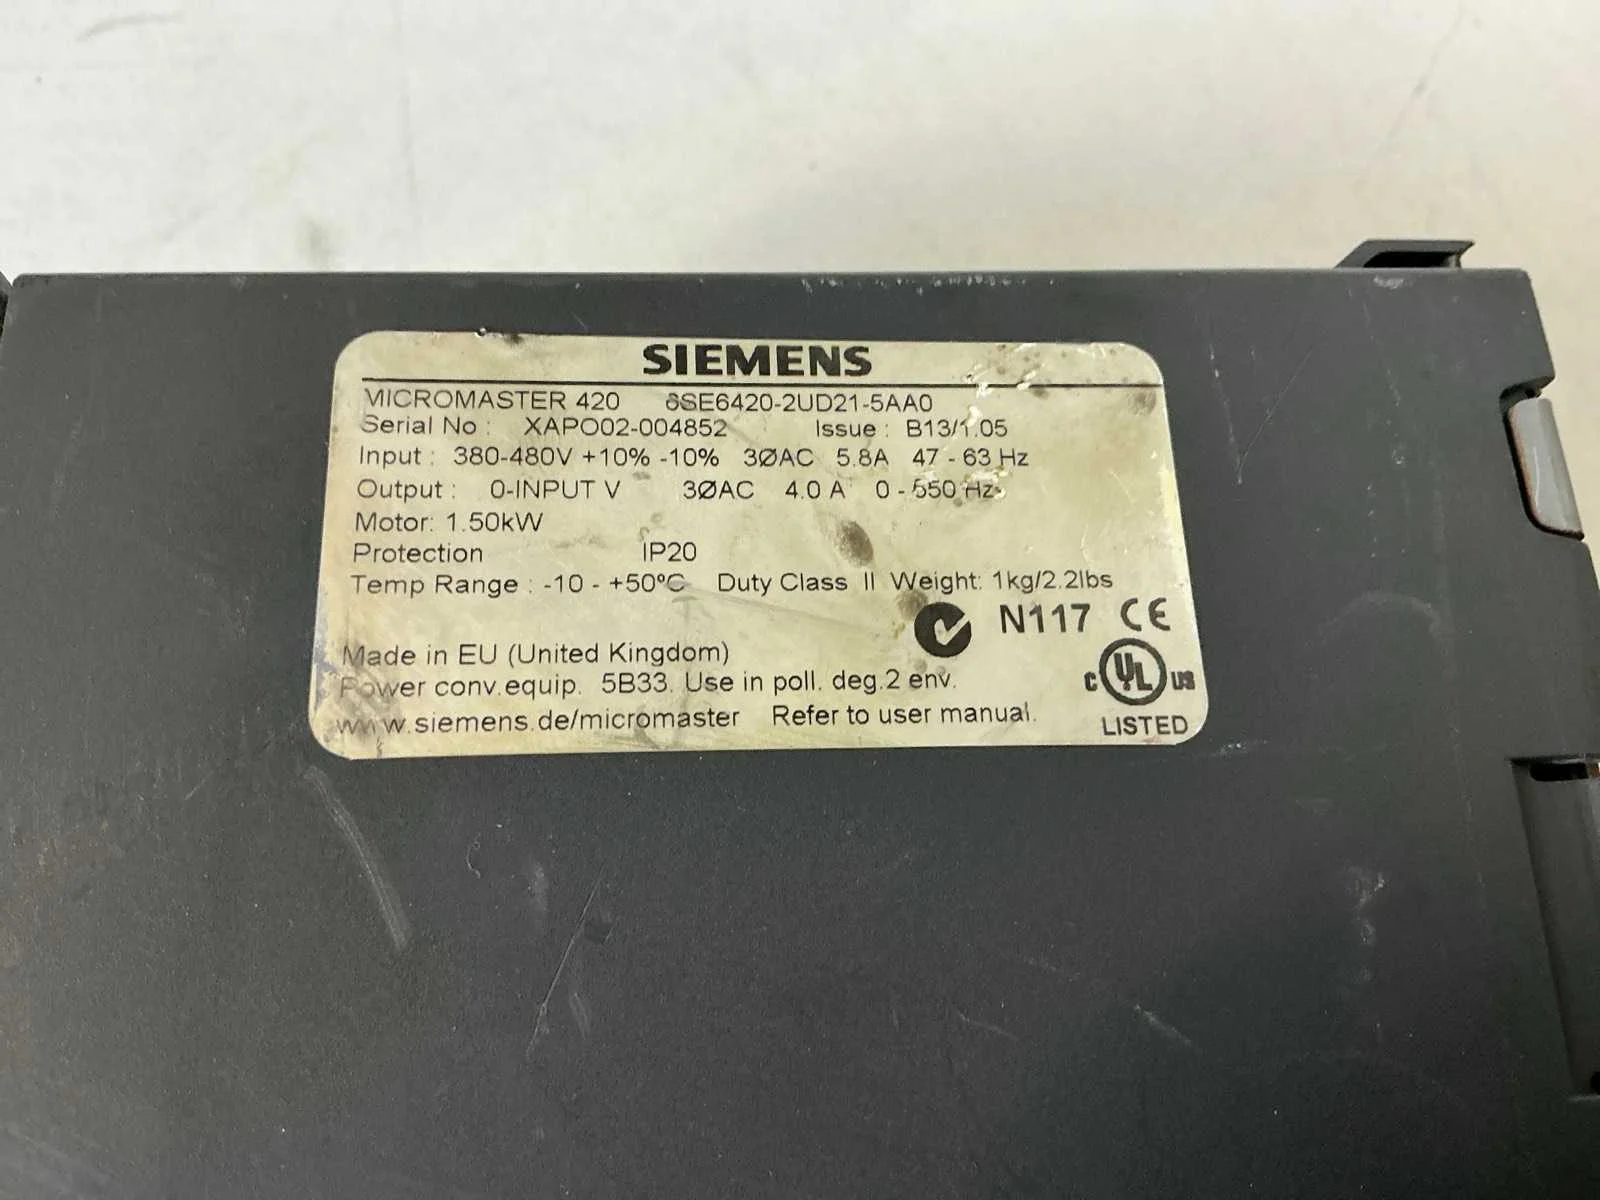 SIEMENS
MICROMASTER 420 6SE6420-2UD21-5AA0
Serial No : XAPO02-004852 Issue : B13/1.05
Input : 380-480V +10% -10% 3ØAC 5.8A 47 - 63 Hz
Output : 0-INPUT V 3ØAC 4.0 A 0 - 650 Hz
Motor: 1.50kW
Protection IP20
Temp Range : -10 - +50ºC Duty Class II Weight: 1kg/2.2lbs
N117 CE
Made in EU (United Kingdom)
Power conv.equip. 5B33. Use in poll. deg.2 env.
C UL US
www.siemens.de/micromaster Refer to user manual.
LISTED